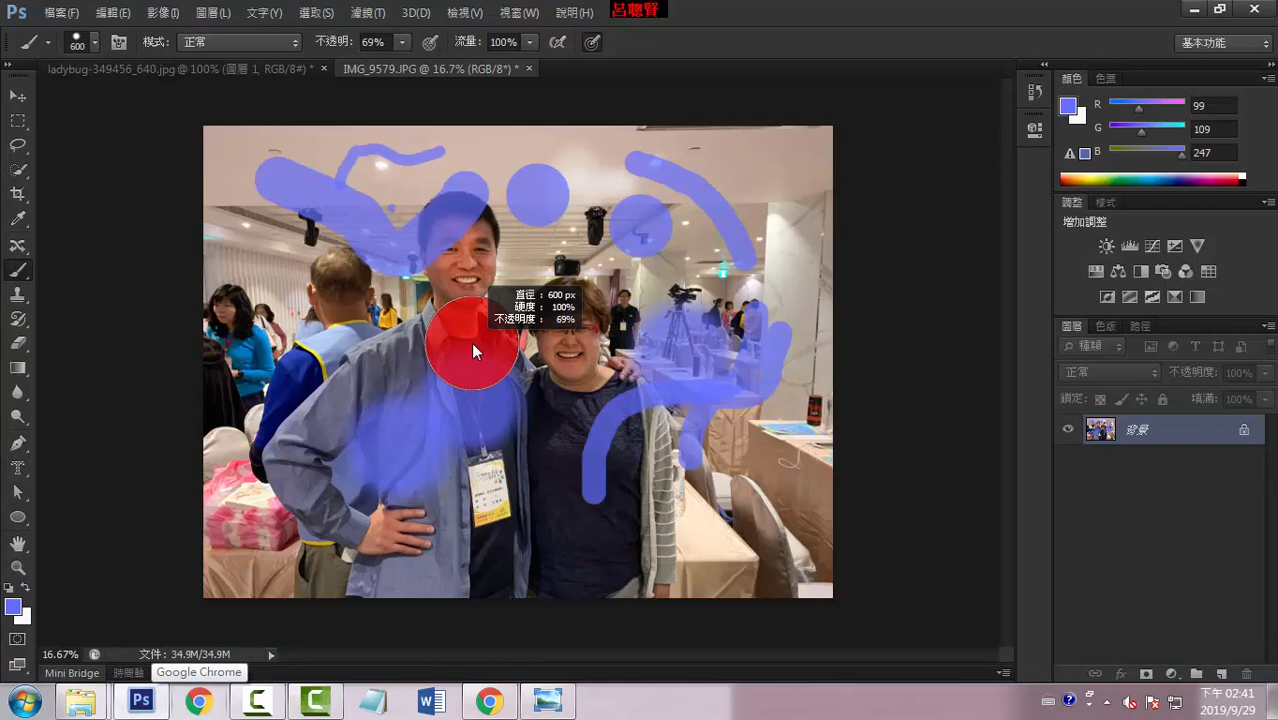 Ps 檔案(F) 編輯(E) 影像(I) 圖層(L) 文字(Y) 選取(S) 濾鏡(T) 3D(D) 檢視(V) 視窗(W) 說明(H) 呂聰賢
600 模式: 正常 不透明: 69% 流量: 100% 基本功能
ladybug-349456_640.jpg @ 100% (圖層 1, RGB/8#) * × IMG_9579.JPG @ 16.7% (RGB/8*) * ×
顏色 色票
R 99
G 109
B 247
調整 樣式
增加調整
直徑: 600 px
硬度: 100%
不透明度: 69%
圖層 色版 路徑
種類
正常 不透明度: 100%
鎖定: 填滿: 100%
背景
16.67% 文件: 34.9M/34.9M
Mini Bridge 時間軸 Google Chrome
下午 02:41
2019/9/29